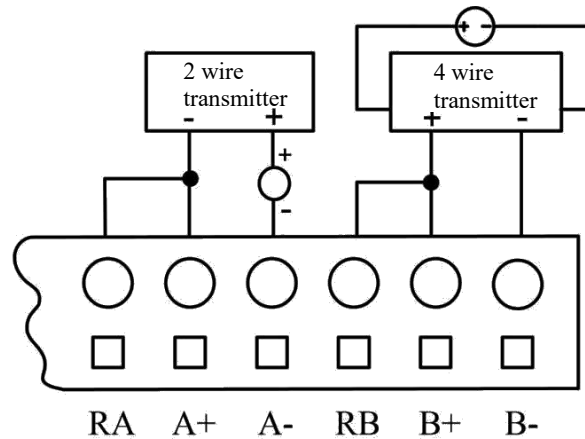 + -
2 wire
transmitter
- +
4 wire
transmitter
+ -
+
-
RA A+ A- RB B+ B-